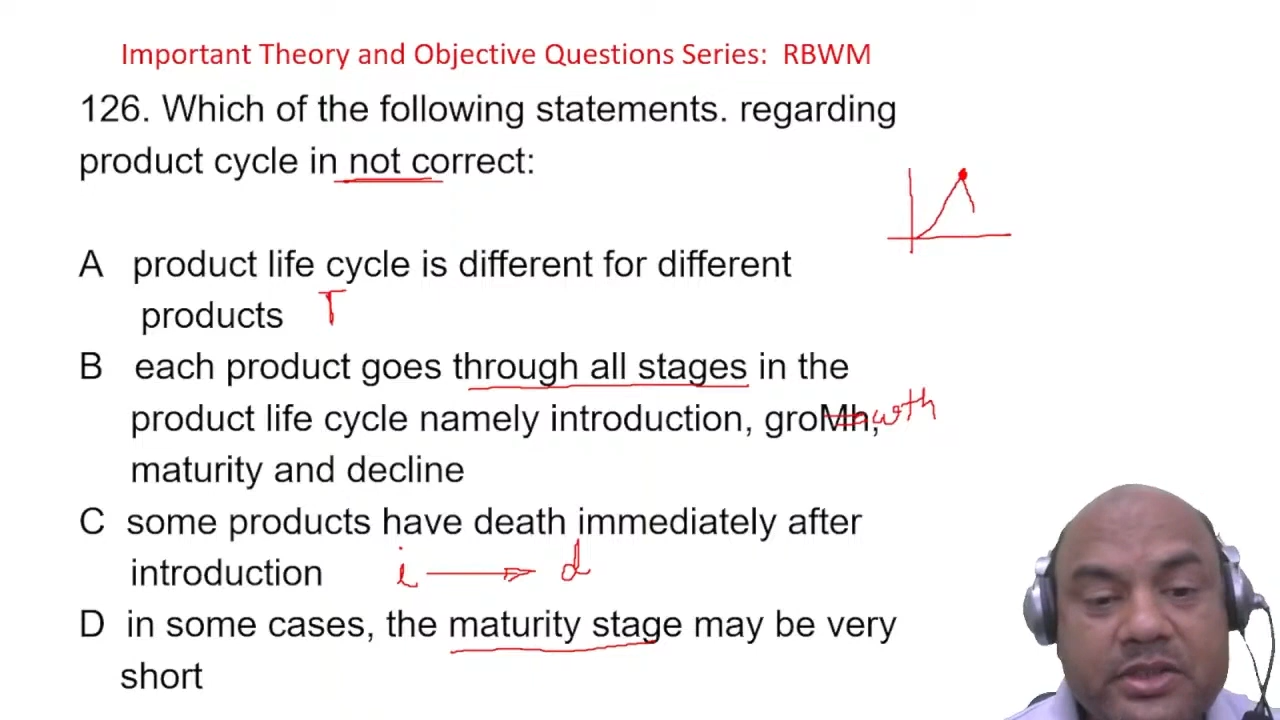 Important Theory and Objective Questions Series: RBWM
126. Which of the following statements. regarding
product cycle in not correct:
A product life cycle is different for different
products T
B each product goes through all stages in the
product life cycle namely introduction, groMh, wth
maturity and decline
C some products have death immediately after
introduction i d
D in some cases, the maturity stage may be very
short